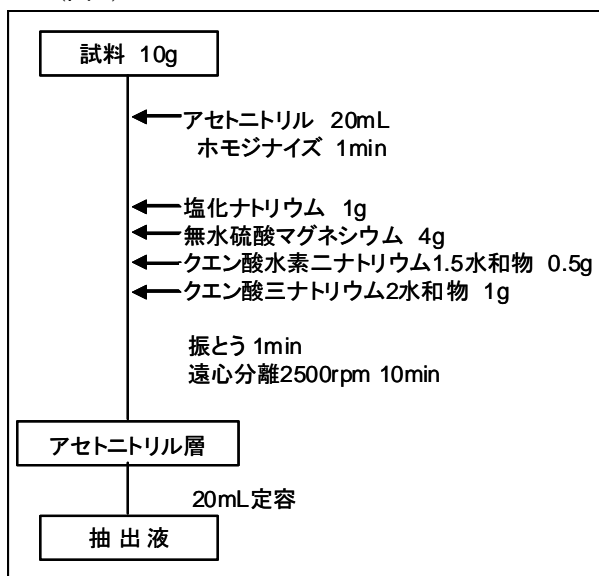 試料 10g
アセトニトリル 20mL
ホモジナイズ 1min
塩化ナトリウム 1g
無水硫酸マグネシウム 4g
クエン酸水素二ナトリウム1.5水和物 0.5g
クエン酸三ナトリウム2水和物 1g
振とう 1min
遠心分離2500rpm 10min
アセトニトリル層
20mL定容
抽出液